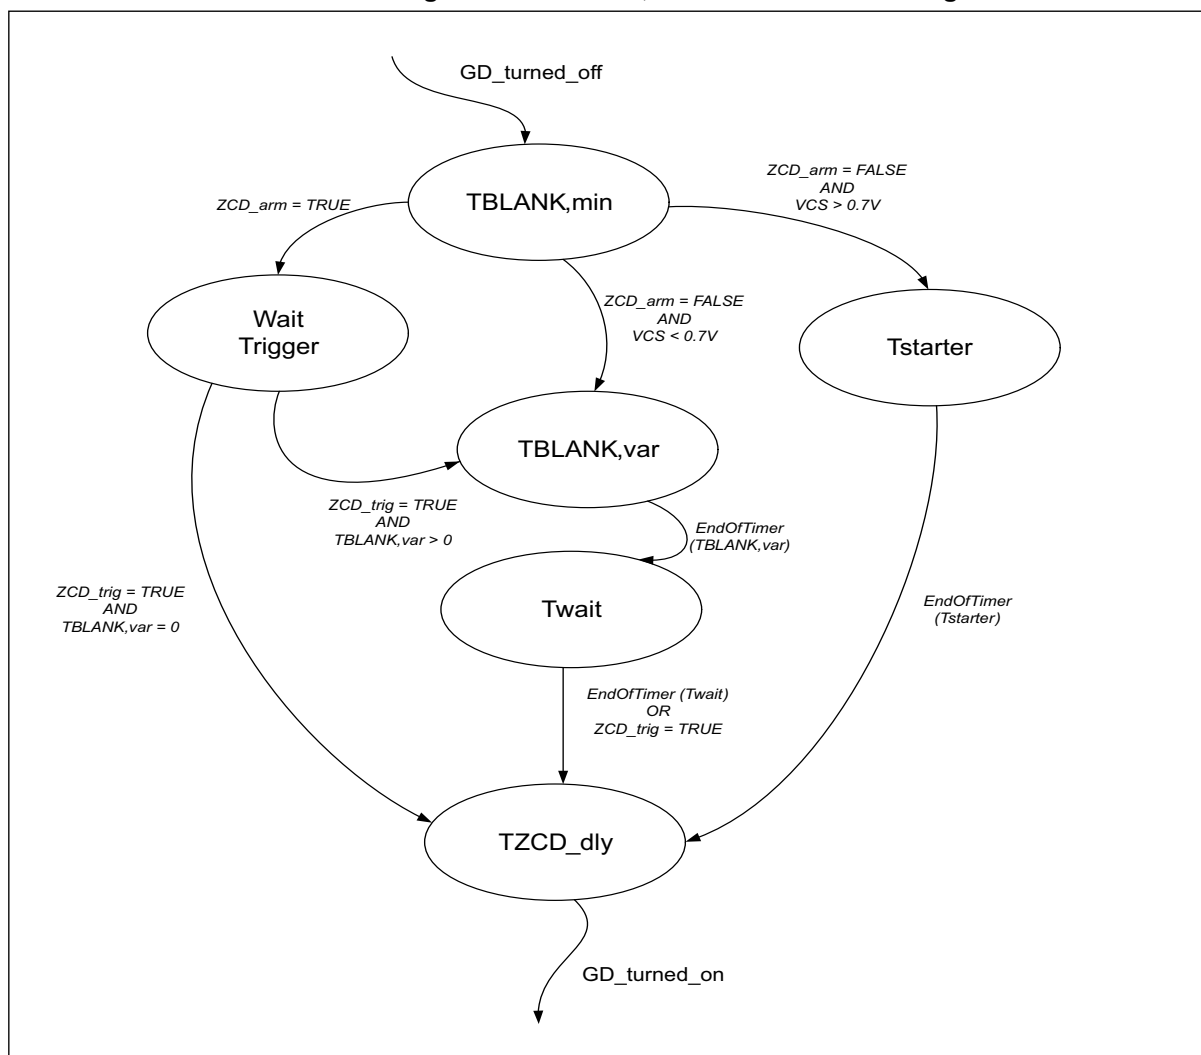 GD_turned_off
TBLANK,min
ZCD_arm = FALSE
AND
VCS > 0.7V
ZCD_arm = TRUE
ZCD_arm = FALSE
AND
VCS < 0.7V
Wait
Trigger
Tstarter
TBLANK,var
ZCD_trig = TRUE
AND
TBLANK,var > 0
EndOfTimer
(TBLANK,var)
Twait
ZCD_trig = TRUE
AND
TBLANK,var = 0
EndOfTimer
(Tstarter)
EndOfTimer (Twait)
OR
ZCD_trig = TRUE
TZCD_dly
GD_turned_on